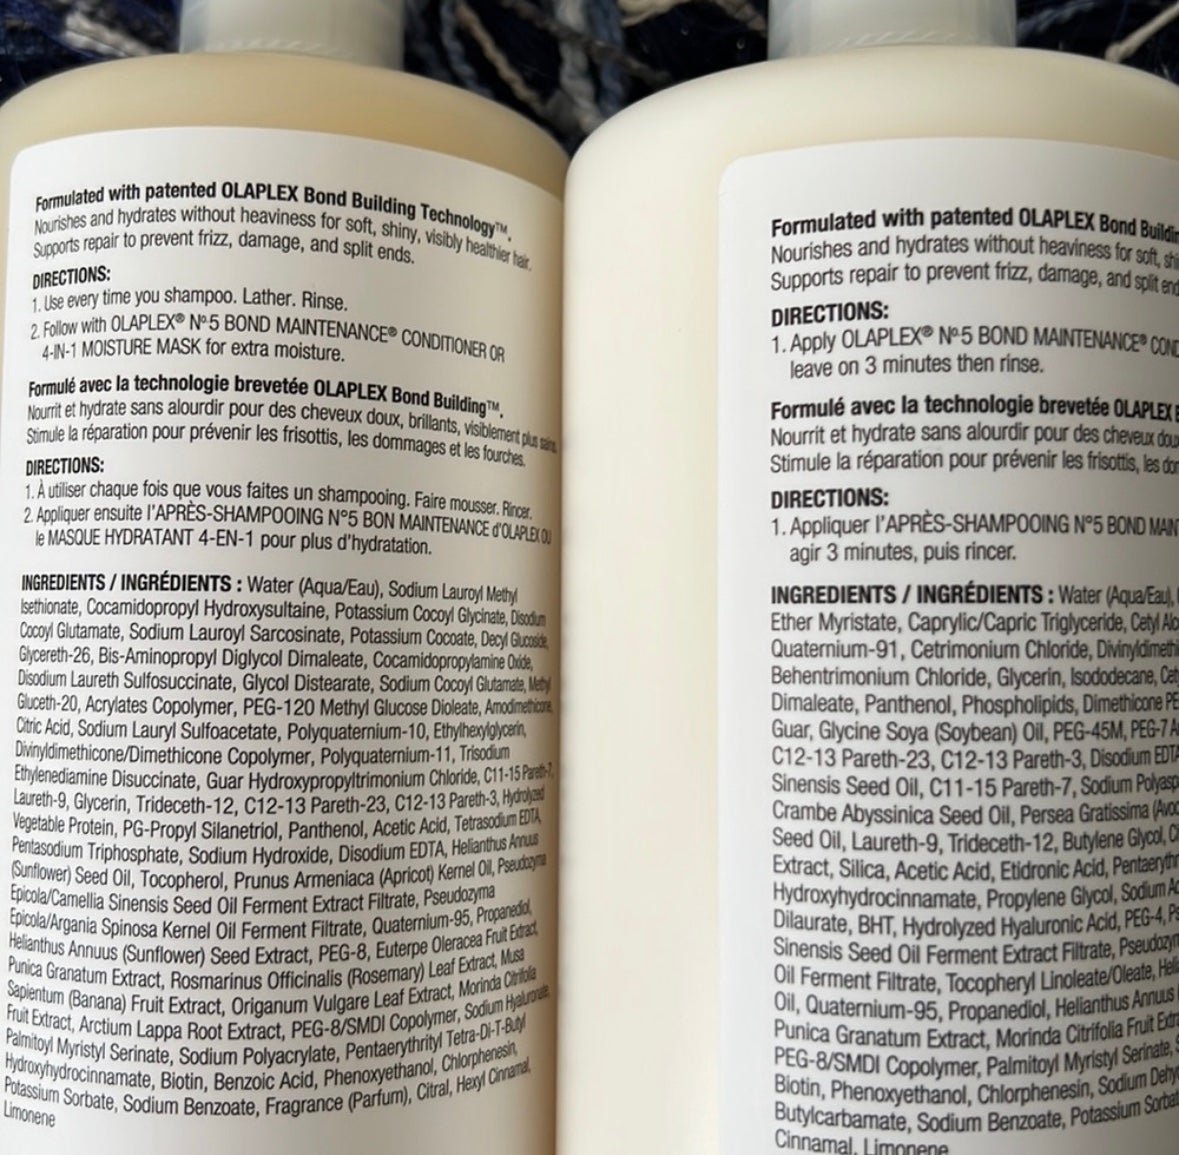 Formulated with patented OLAPLEX Bond Building Technology™.
Nourishes and hydrates without heaviness for soft, shiny, visibly healthier hair.
Supports repair to prevent frizz, damage, and split ends.
DIRECTIONS:
1. Use every time you shampoo. Lather. Rinse.
2. Follow with OLAPLEX® Nº5 BOND MAINTENANCE® CONDITIONER OR
4-IN-1 MOISTURE MASK for extra moisture.
Formulé avec la technologie brevetée OLAPLEX Bond Building™.
Nourrit et hydrate sans alourdir pour des cheveux doux, brillants, visiblement plus sains.
Stimule la réparation pour prévenir les frisottis, les dommages et les fourches.
DIRECTIONS:
1. À utiliser chaque fois que vous faites un shampooing. Faire mousser. Rincer.
2. Appliquer ensuite l'APRÈS-SHAMPOOING N°5 BON MAINTENANCE d'OLAPLEX OU
le MASQUE HYDRATANT 4-EN-1 pour plus d'hydratation.
INGREDIENTS / INGRÉDIENTS : Water (Aqua/Eau), Sodium Lauroyl Methyl
Isethionate, Cocamidopropyl Hydroxysultaine, Potassium Cocoyl Glycinate, Disodium
Cocoyl Glutamate, Sodium Lauroyl Sarcosinate, Potassium Cocoate, Decyl Glucoside,
Glycereth-26, Bis-Aminopropyl Diglycol Dimaleate, Cocamidopropylamine Oxide,
Disodium Laureth Sulfosuccinate, Glycol Distearate, Sodium Cocoyl Glutamate, Methyl
Gluceth-20, Acrylates Copolymer, PEG-120 Methyl Glucose Dioleate, Amodimethicone,
Citric Acid, Sodium Lauryl Sulfoacetate, Polyquaternium-10, Ethylhexylglycerin,
Divinyldimethicone/Dimethicone Copolymer, Polyquaternium-11, Trisodium
Ethylenediamine Disuccinate, Guar Hydroxypropyltrimonium Chloride, C11-15 Pareth-7,
Laureth-9, Glycerin, Trideceth-12, C12-13 Pareth-23, C12-13 Pareth-3, Hydrolyzed
Vegetable Protein, PG-Propyl Silanetriol, Panthenol, Acetic Acid, Tetrasodium EDTA,
Pentasodium Triphosphate, Sodium Hydroxide, Disodium EDTA, Helianthus Annuus
(Sunflower) Seed Oil, Tocopherol, Prunus Armeniaca (Apricot) Kernel Oil, Pseudozyma
Epicola/Camellia Sinensis Seed Oil Ferment Extract Filtrate, Pseudozyma
Epicola/Argania Spinosa Kernel Oil Ferment Filtrate, Quaternium-95, Propanediol,
Helianthus Annuus (Sunflower) Seed Extract, PEG-8, Euterpe Oleracea Fruit Extract,
Punica Granatum Extract, Rosmarinus Officinalis (Rosemary) Leaf Extract, Musa
Sapientum (Banana) Fruit Extract, Origanum Vulgare Leaf Extract, Morinda Citrifolia
Fruit Extract, Arctium Lappa Root Extract, PEG-8/SMDI Copolymer, Sodium Hyaluronate,
Palmitoyl Myristyl Serinate, Sodium Polyacrylate, Pentaerythrityl Tetra-Di-T-Butyl
Hydroxyhydrocinnamate, Biotin, Benzoic Acid, Phenoxyethanol, Chlorphenesin,
Potassium Sorbate, Sodium Benzoate, Fragrance (Parfum), Citral, Hexyl Cinnamal,
Limonene
Formulated with patented OLAPLEX Bond Buildin
Nourishes and hydrates without heaviness for soft, shi
Supports repair to prevent frizz, damage, and split end
DIRECTIONS:
1. Apply OLAPLEX® Nº5 BOND MAINTENANCE® COND
leave on 3 minutes then rinse.
Formulé avec la technologie brevetée OLAPLEX B
Nourrit et hydrate sans alourdir pour des cheveux dou
Stimule la réparation pour prévenir les frisottis, les dom
DIRECTIONS:
1. Appliquer l'APRÈS-SHAMPOOING N°5 BOND MAIN
agir 3 minutes, puis rincer.
INGREDIENTS / INGRÉDIENTS : Water (Aqua/Eau),
Ether Myristate, Caprylic/Capric Triglyceride, Cetyl Alco
Quaternium-91, Cetrimonium Chloride, Divinyldimethi
Behentrimonium Chloride, Glycerin, Isododecane, Cet
Dimaleate, Panthenol, Phospholipids, Dimethicone PE
Guar, Glycine Soya (Soybean) Oil, PEG-45M, PEG-7 A
C12-13 Pareth-23, C12-13 Pareth-3, Disodium EDTA
Sinensis Seed Oil, C11-15 Pareth-7, Sodium Polyasp
Crambe Abyssinica Seed Oil, Persea Gratissima (Avoc
Seed Oil, Laureth-9, Trideceth-12, Butylene Glycol,
Extract, Silica, Acetic Acid, Etidronic Acid, Pentaerythr
Hydroxyhydrocinnamate, Propylene Glycol, Sodium Ac
Dilaurate, BHT, Hydrolyzed Hyaluronic Acid, PEG-4,
Sinensis Seed Oil Ferment Extract Filtrate, Pseudozym
Oil Ferment Filtrate, Tocopheryl Linoleate/Oleate, Heli
Oil, Quaternium-95, Propanediol, Helianthus Annuus
Punica Granatum Extract, Morinda Citrifolia Fruit Extra
PEG-8/SMDI Copolymer, Palmitoyl Myristyl Serinate,
Biotin, Phenoxyethanol, Chlorphenesin, Sodium Dehy
Butylcarbamate, Sodium Benzoate, Potassium Sorbat
Cinnamal, Limonene